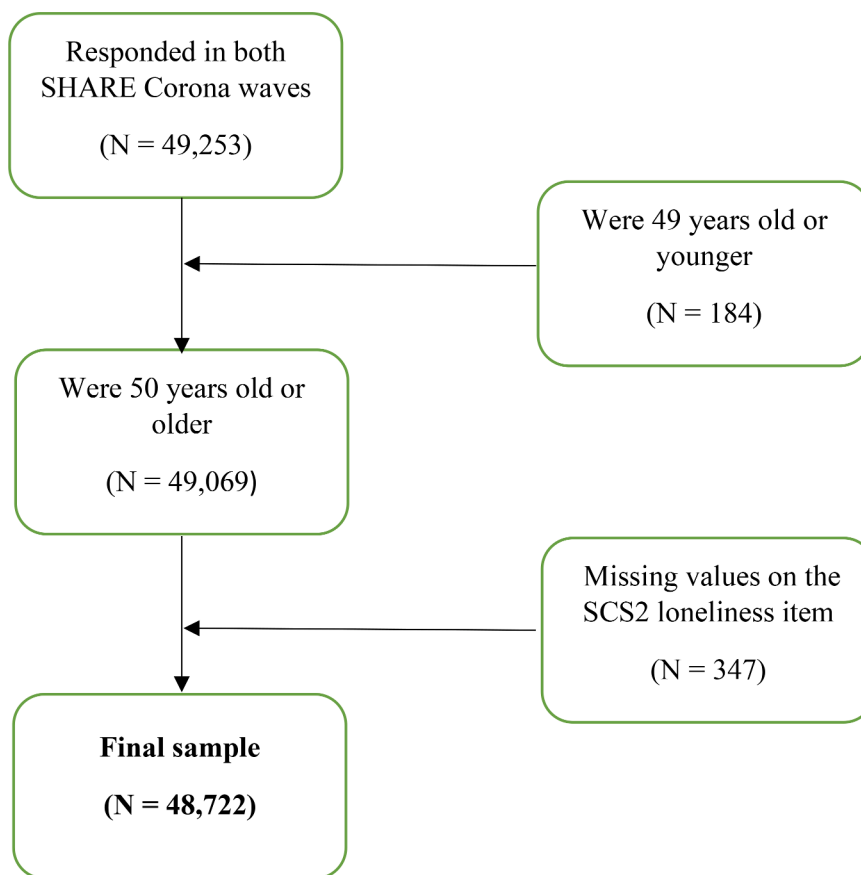 Responded in both
SHARE Corona waves
(N = 49,253)
Were 49 years old or
younger
(N = 184)
Were 50 years old or
older
(N = 49,069)
Missing values on the
SCS2 loneliness item
(N = 347)
Final sample
(N = 48,722)